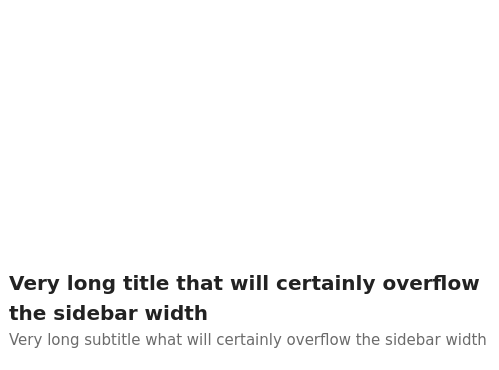 Very long title that will certainly overflow
the sidebar width
Very long subtitle what will certainly overflow the sidebar width